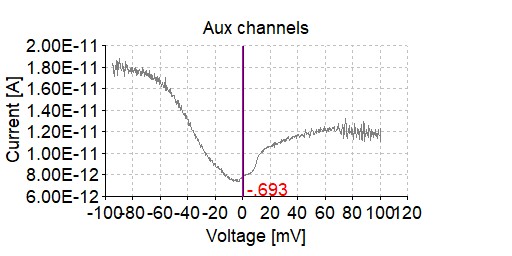 Aux channels
Current [A]
2.00E-11
1.80E-11
1.60E-11
1.40E-11
1.20E-11
1.00E-11
8.00E-12
6.00E-12
-.693
-100-80 -60 -40 -20 0 20 40 60 80 100120
Voltage [mV]